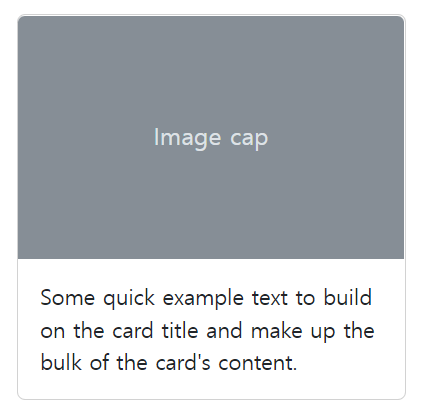 Image cap
Some quick example text to build
on the card title and make up the
bulk of the card's content.